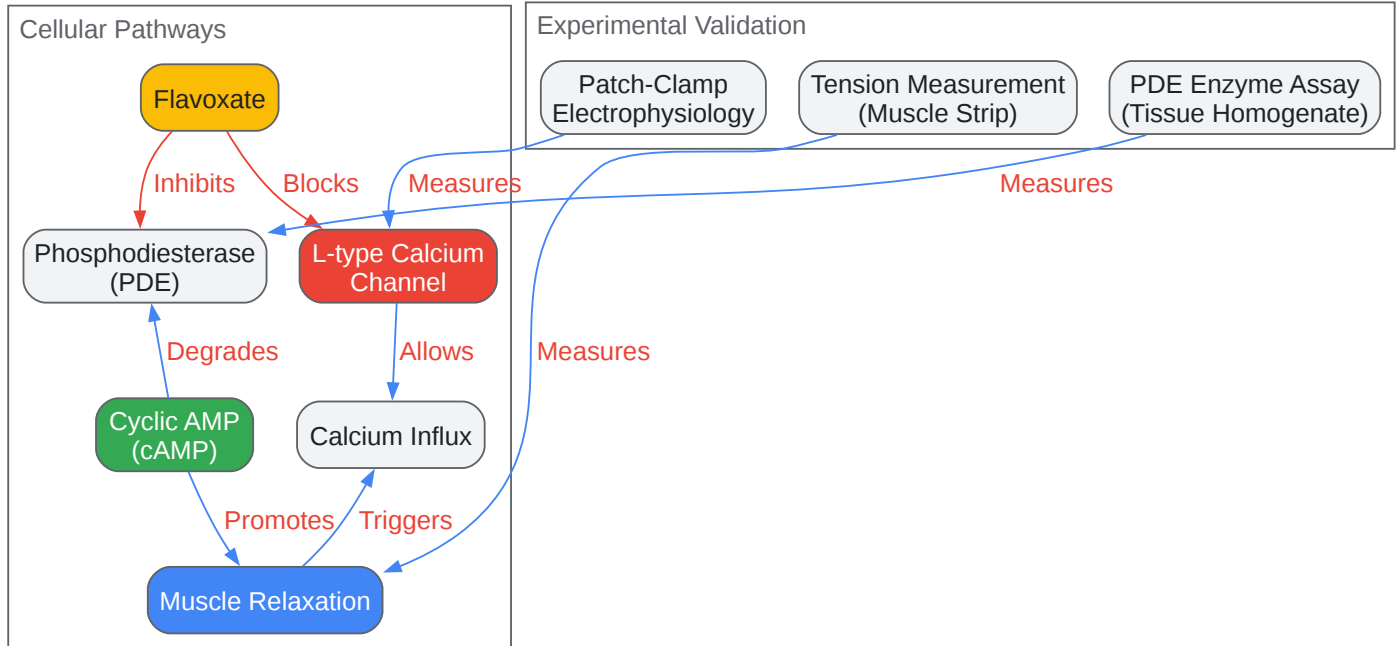 Cellular Pathways
Experimental Validation
Flavoxate
Patch-Clamp
Electrophysiology
Tension Measurement
(Muscle Strip)
PDE Enzyme Assay
(Tissue Homogenate)
Inhibits
Blocks
Measures
Measures
Phosphodiesterase
(PDE)
L-type Calcium
Channel
Degrades
Allows
Measures
Cyclic AMP
(cAMP)
Calcium Influx
Promotes
Triggers
Muscle Relaxation